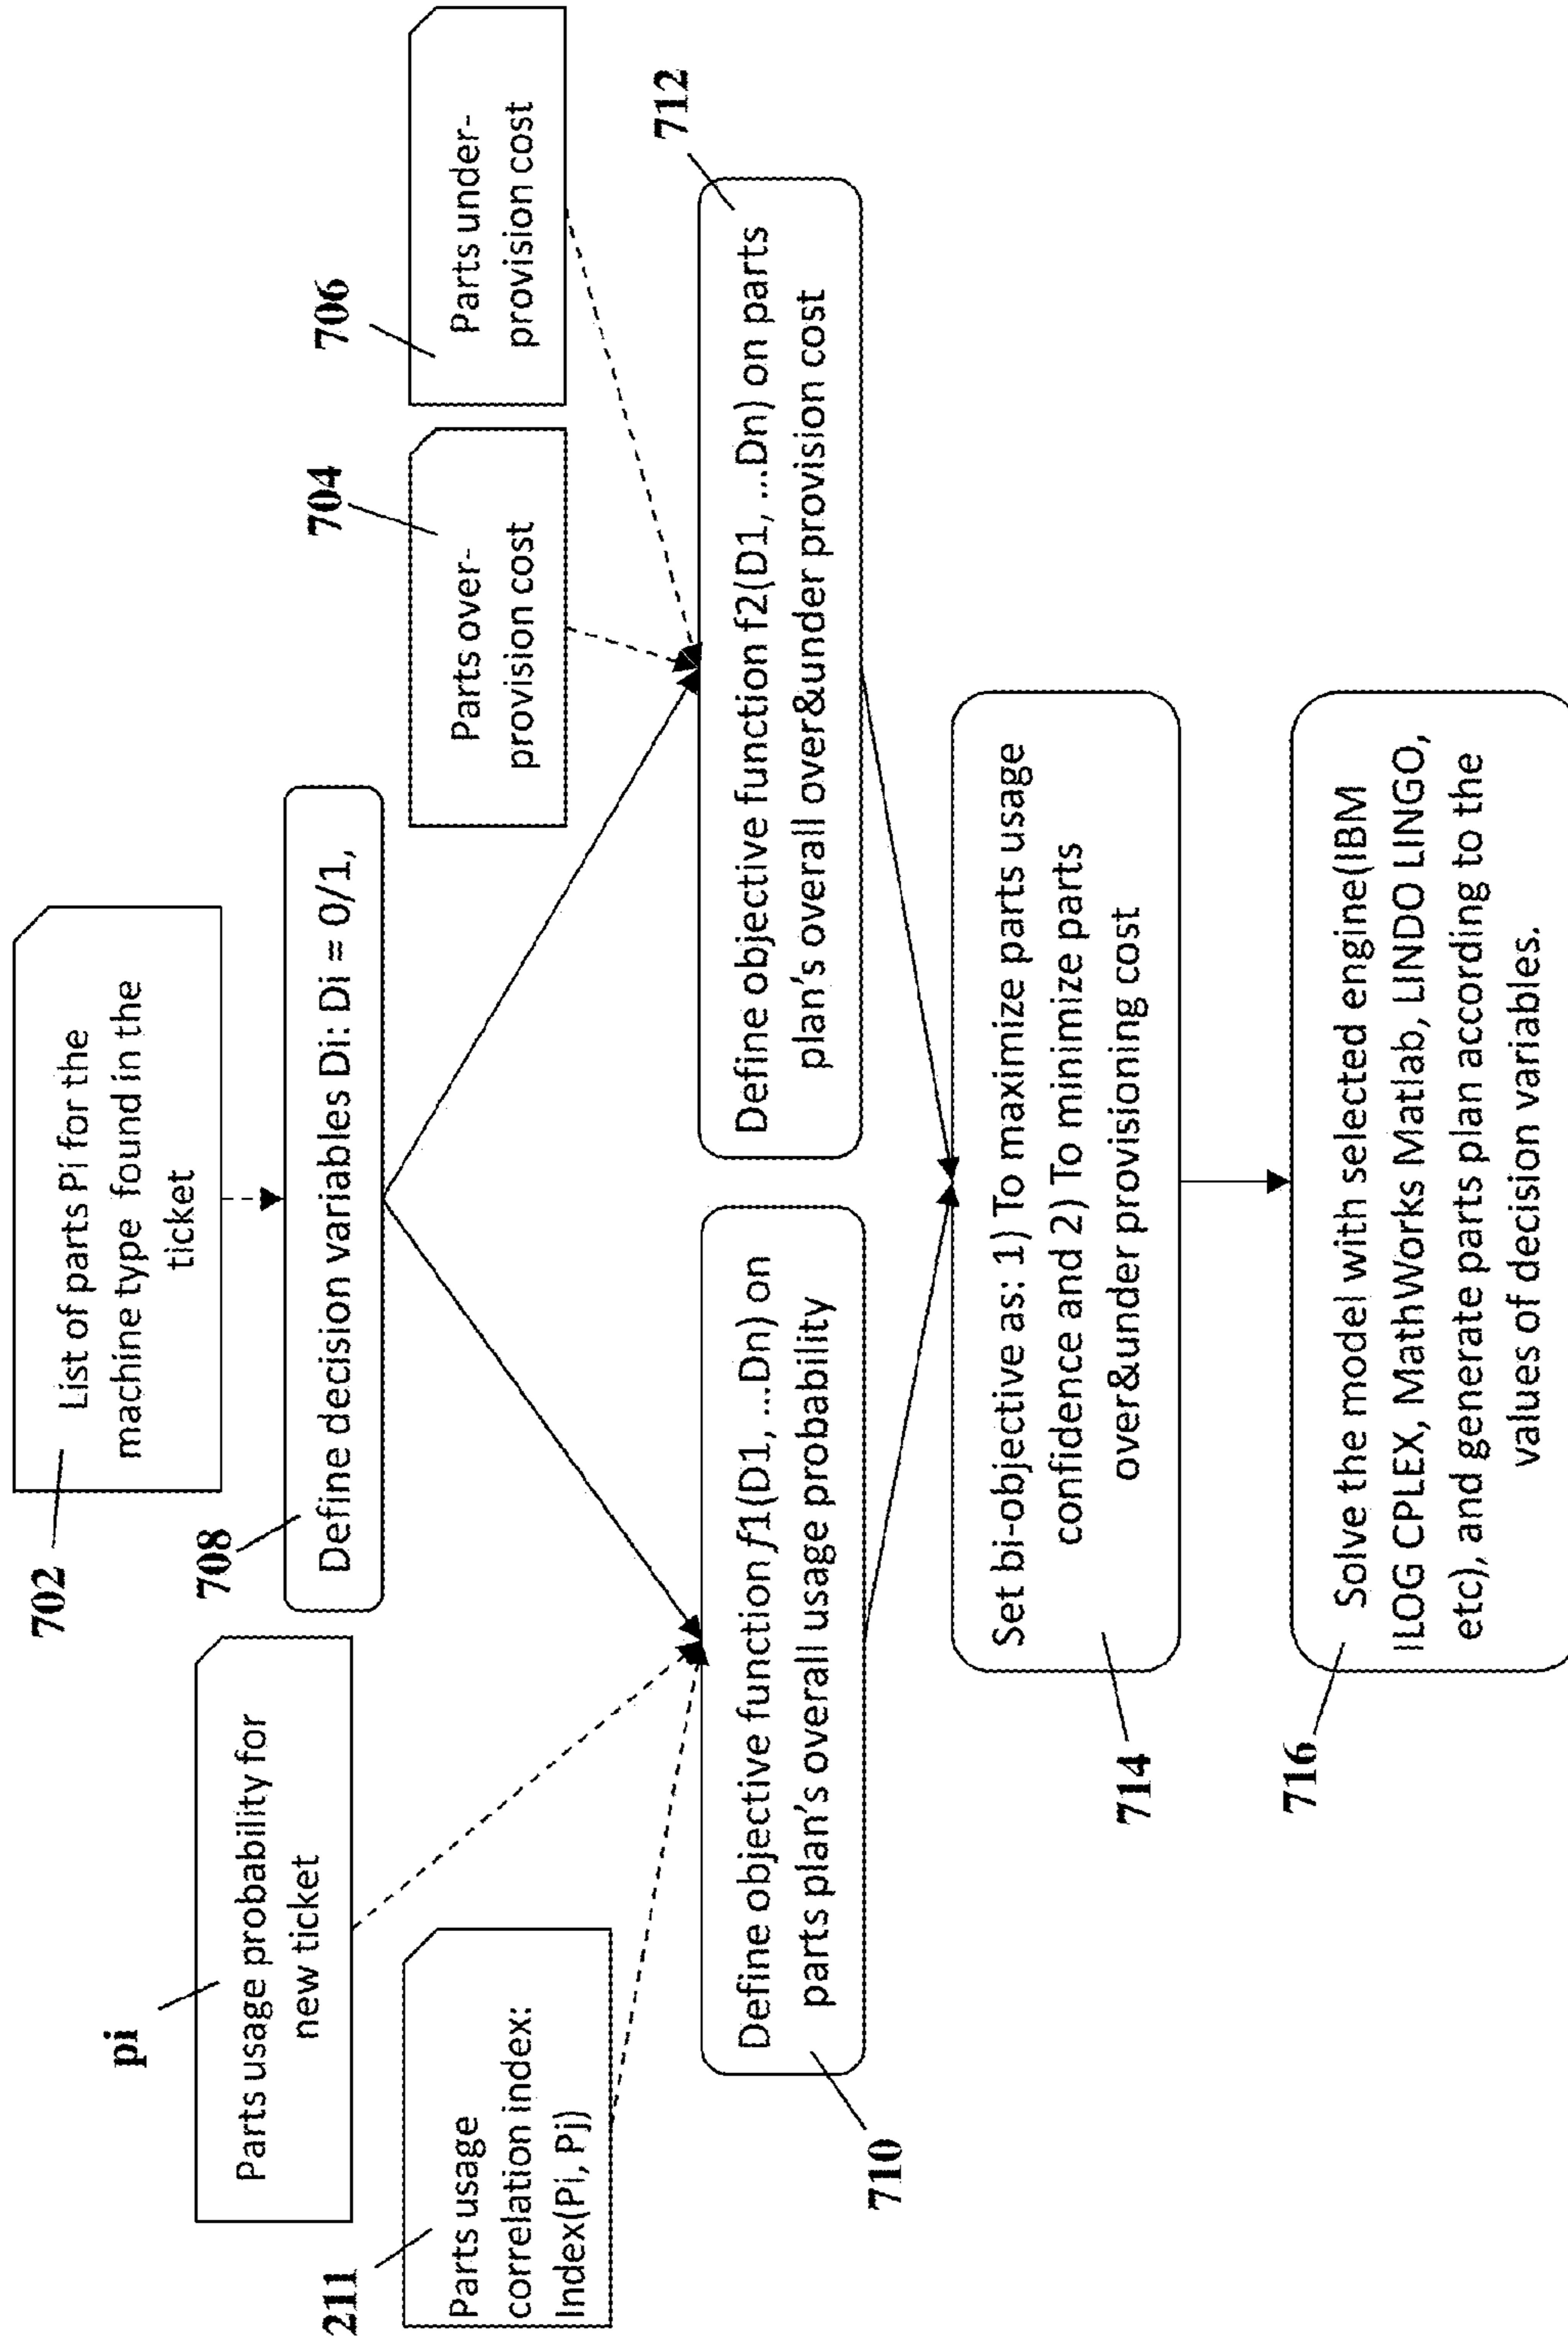 702
List of parts Pi for the
machine type found in the
ticket
pi
Parts usage probability for
new ticket
708
Define decision variables Di: Di = 0/1,
211
Parts usage
correlation index:
Index(Pi, Pj)
704
Parts over-
provision cost
706
Parts under-
provision cost
710
Define objective function f1(D1, ...Dn) on
parts plan's overall usage probability
712
Define objective function f2(D1, ...Dn) on parts
plan's overall over&under provision cost
714
Set bi-objective as: 1) To maximize parts usage
confidence and 2) To minimize parts
over&under provisioning cost
716
Solve the model with selected engine(IBM
ILOG CPLEX, MathWorks Matlab, LINDO LINGO,
etc), and generate parts plan according to the
values of decision variables.